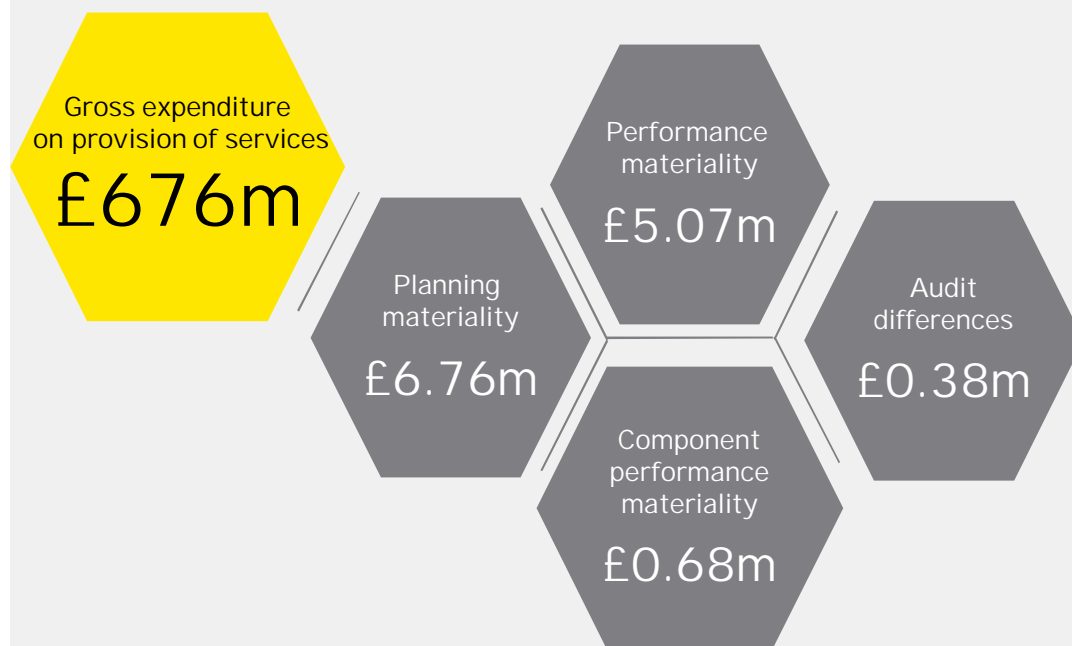 Gross expenditure
on provision of services
£676m
Planning
materiality
£6.76m
Performance
materiality
£5.07m
Component
performance
materiality
£0.68m
Audit
differences
£0.38m